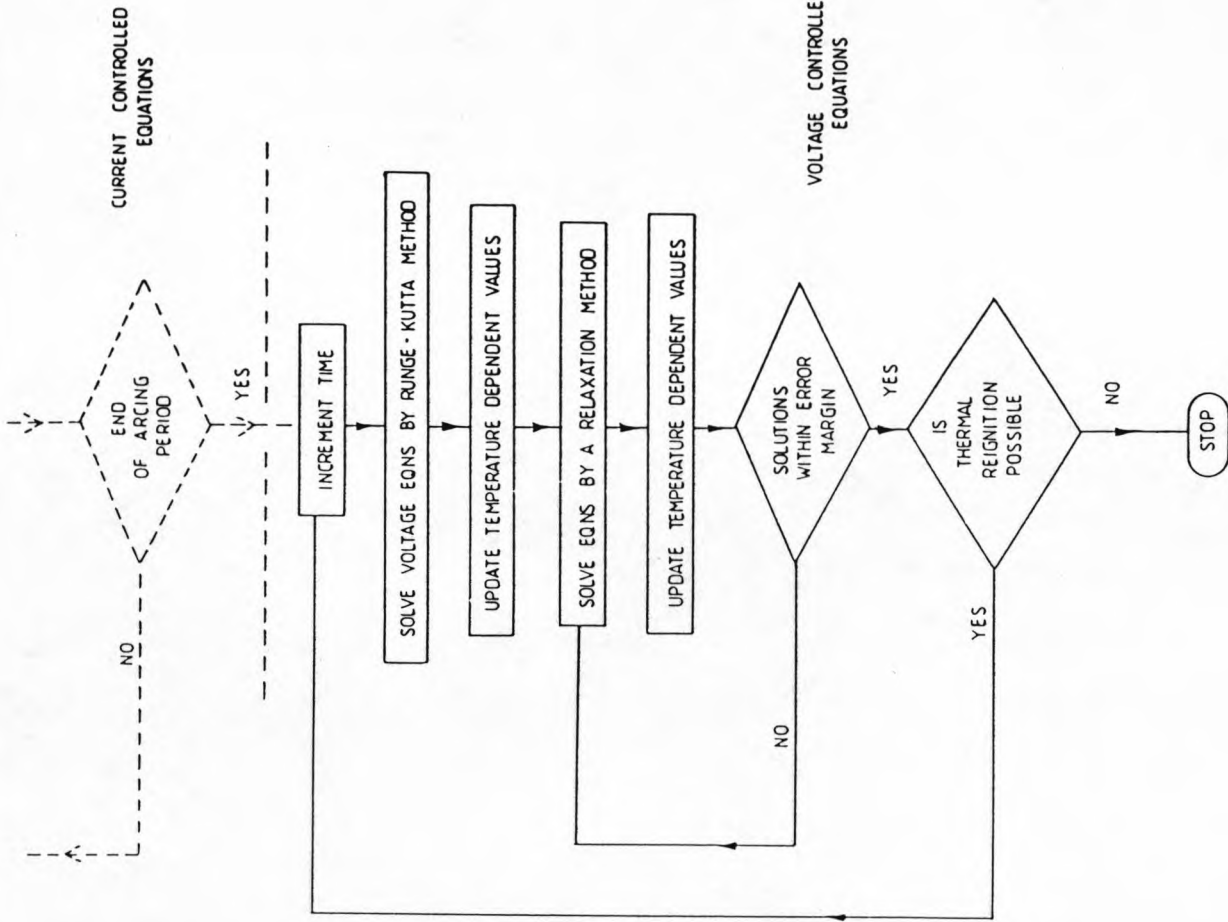 CURRENT CONTROLLED
EQUATIONS
END
OF ARCING
PERIOD
NO
YES
INCREMENT TIME
SOLVE VOLTAGE EQNS BY RUNGE-KUTTA METHOD
UPDATE TEMPERATURE DEPENDENT VALUES
SOLVE EQNS BY A RELAXATION METHOD
UPDATE TEMPERATURE DEPENDENT VALUES
VOLTAGE CONTROLLE
EQUATIONS
SOLUTIONS
WITHIN ERROR
MARGIN
NO
YES
IS
THERMAL
REIGNITION
POSSIBLE
YES
NO
STOP